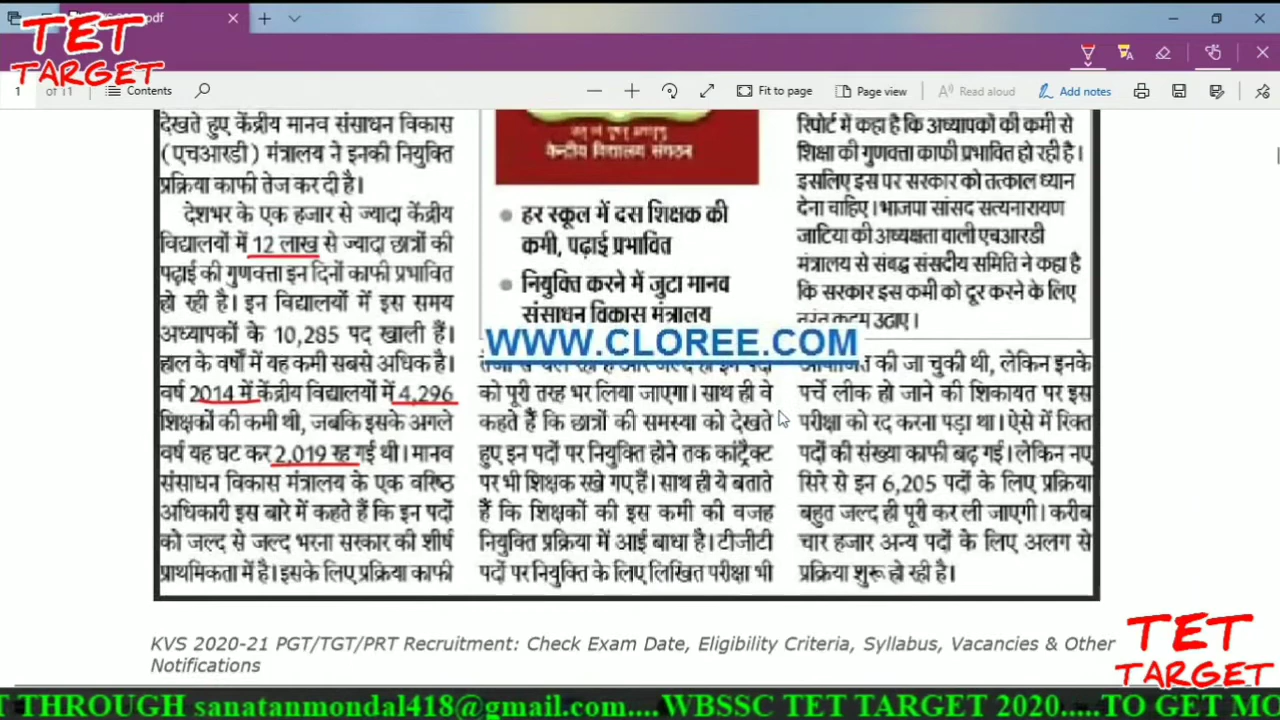 pdf
TET
TARGET
1 of 11 Contents Fit to page Page view Read aloud Add notes
देखते हुए केंद्रीय मानव संसाधन विकास
(एचआरडी) मंत्रालय ने इनकी नियुक्ति
प्रक्रिया काफी तेज कर दी है।
देशभर के एक हजार से ज्यादा केंद्रीय
विद्यालयों में 12 लाख से ज्यादा छात्रों की
पढ़ाई की गुणवत्ता इन दिनों काफी प्रभावित
हो रही है। इन विद्यालयों में इस समय
अध्यापकों के 10,285 पद खाली हैं।
हाल के वर्षों में यह कमी सबसे अधिक है।
वर्ष 2014 में केंद्रीय विद्यालयों में 4,296
शिक्षकों की कमी थी, जबकि इसके अगले
वर्ष यह घट कर 2,019 रह गई थी। मानव
संसाधन विकास मंत्रालय के एक वरिष्ठ
अधिकारी इस बारे में कहते हैं कि इन पदों
को जल्द से जल्द भरना सरकार की शीर्ष
प्राथमिकता में है। इसके लिए प्रक्रिया काफी
केन्द्रीय विद्यालय संगठन
हर स्कूल में दस शिक्षक की
कमी, पढ़ाई प्रभावित
नियुक्ति करने में जुटा मानव
संसाधन विकास मंत्रालय
WWW.CLOREE.COM
को पूरी तरह भर लिया जाएगा। साथ ही वे
कहते हैं कि छात्रों की समस्या को देखते
हुए इन पदों पर नियुक्ति होने तक कांट्रैक्ट
पर भी शिक्षक रखे गए हैं। साथ ही ये बताते
हैं कि शिक्षकों की इस कमी की वजह
नियुक्ति प्रक्रिया में आई बाधा है। टीजीटी
पदों पर नियुक्ति के लिए लिखित परीक्षा भी
रिपोर्ट में कहा है कि अध्यापकों की कमी से
शिक्षा की गुणवत्ता काफी प्रभावित हो रही है।
इसलिए इस पर सरकार को तत्काल ध्यान
देना चाहिए। भाजपा सांसद सत्यनारायण
जाटिया की अध्यक्षता वाली एचआरडी
मंत्रालय से संबद्ध संसदीय समिति ने कहा है
कि सरकार इस कमी को दूर करने के लिए
तुरंत कदम उठाए।
की जा चुकी थी, लेकिन इनके
पर्चे लीक हो जाने की शिकायत पर इस
परीक्षा को रद करना पड़ा था। ऐसे में रिक्त
पदों की संख्या काफी बढ़ गई। लेकिन नए
सिरे से इन 6,205 पदों के लिए प्रक्रिया
बहुत जल्द ही पूरी कर ली जाएगी। करीब
चार हजार अन्य पदों के लिए अलग से
प्रक्रिया शुरू हो रही है।
KVS 2020-21 PGT/TGT/PRT Recruitment: Check Exam Date, Eligibility Criteria, Syllabus, Vacancies & Other
Notifications
TET
TARGET
T THROUGH sanatanmondal418@gmail.com.... WBSSC TET TARGET 2020.....TO GET MO